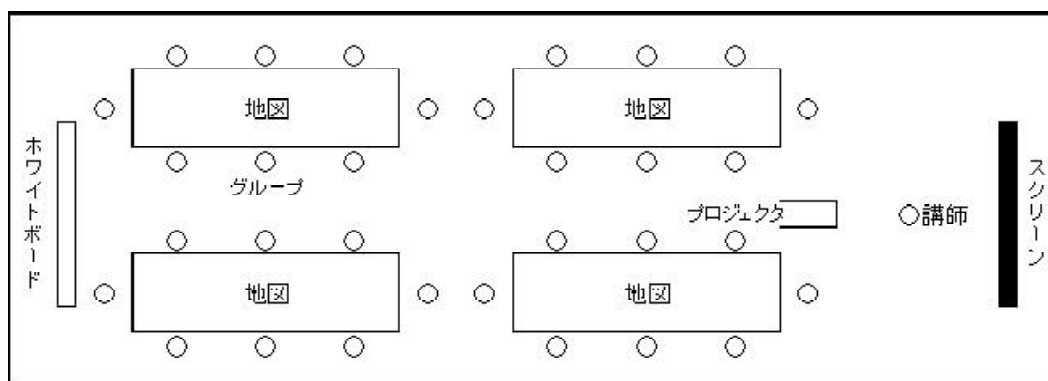 地図
地図
ホワイトボード
グループ
プロジェクタ
講師
スクリーン
地図
地図